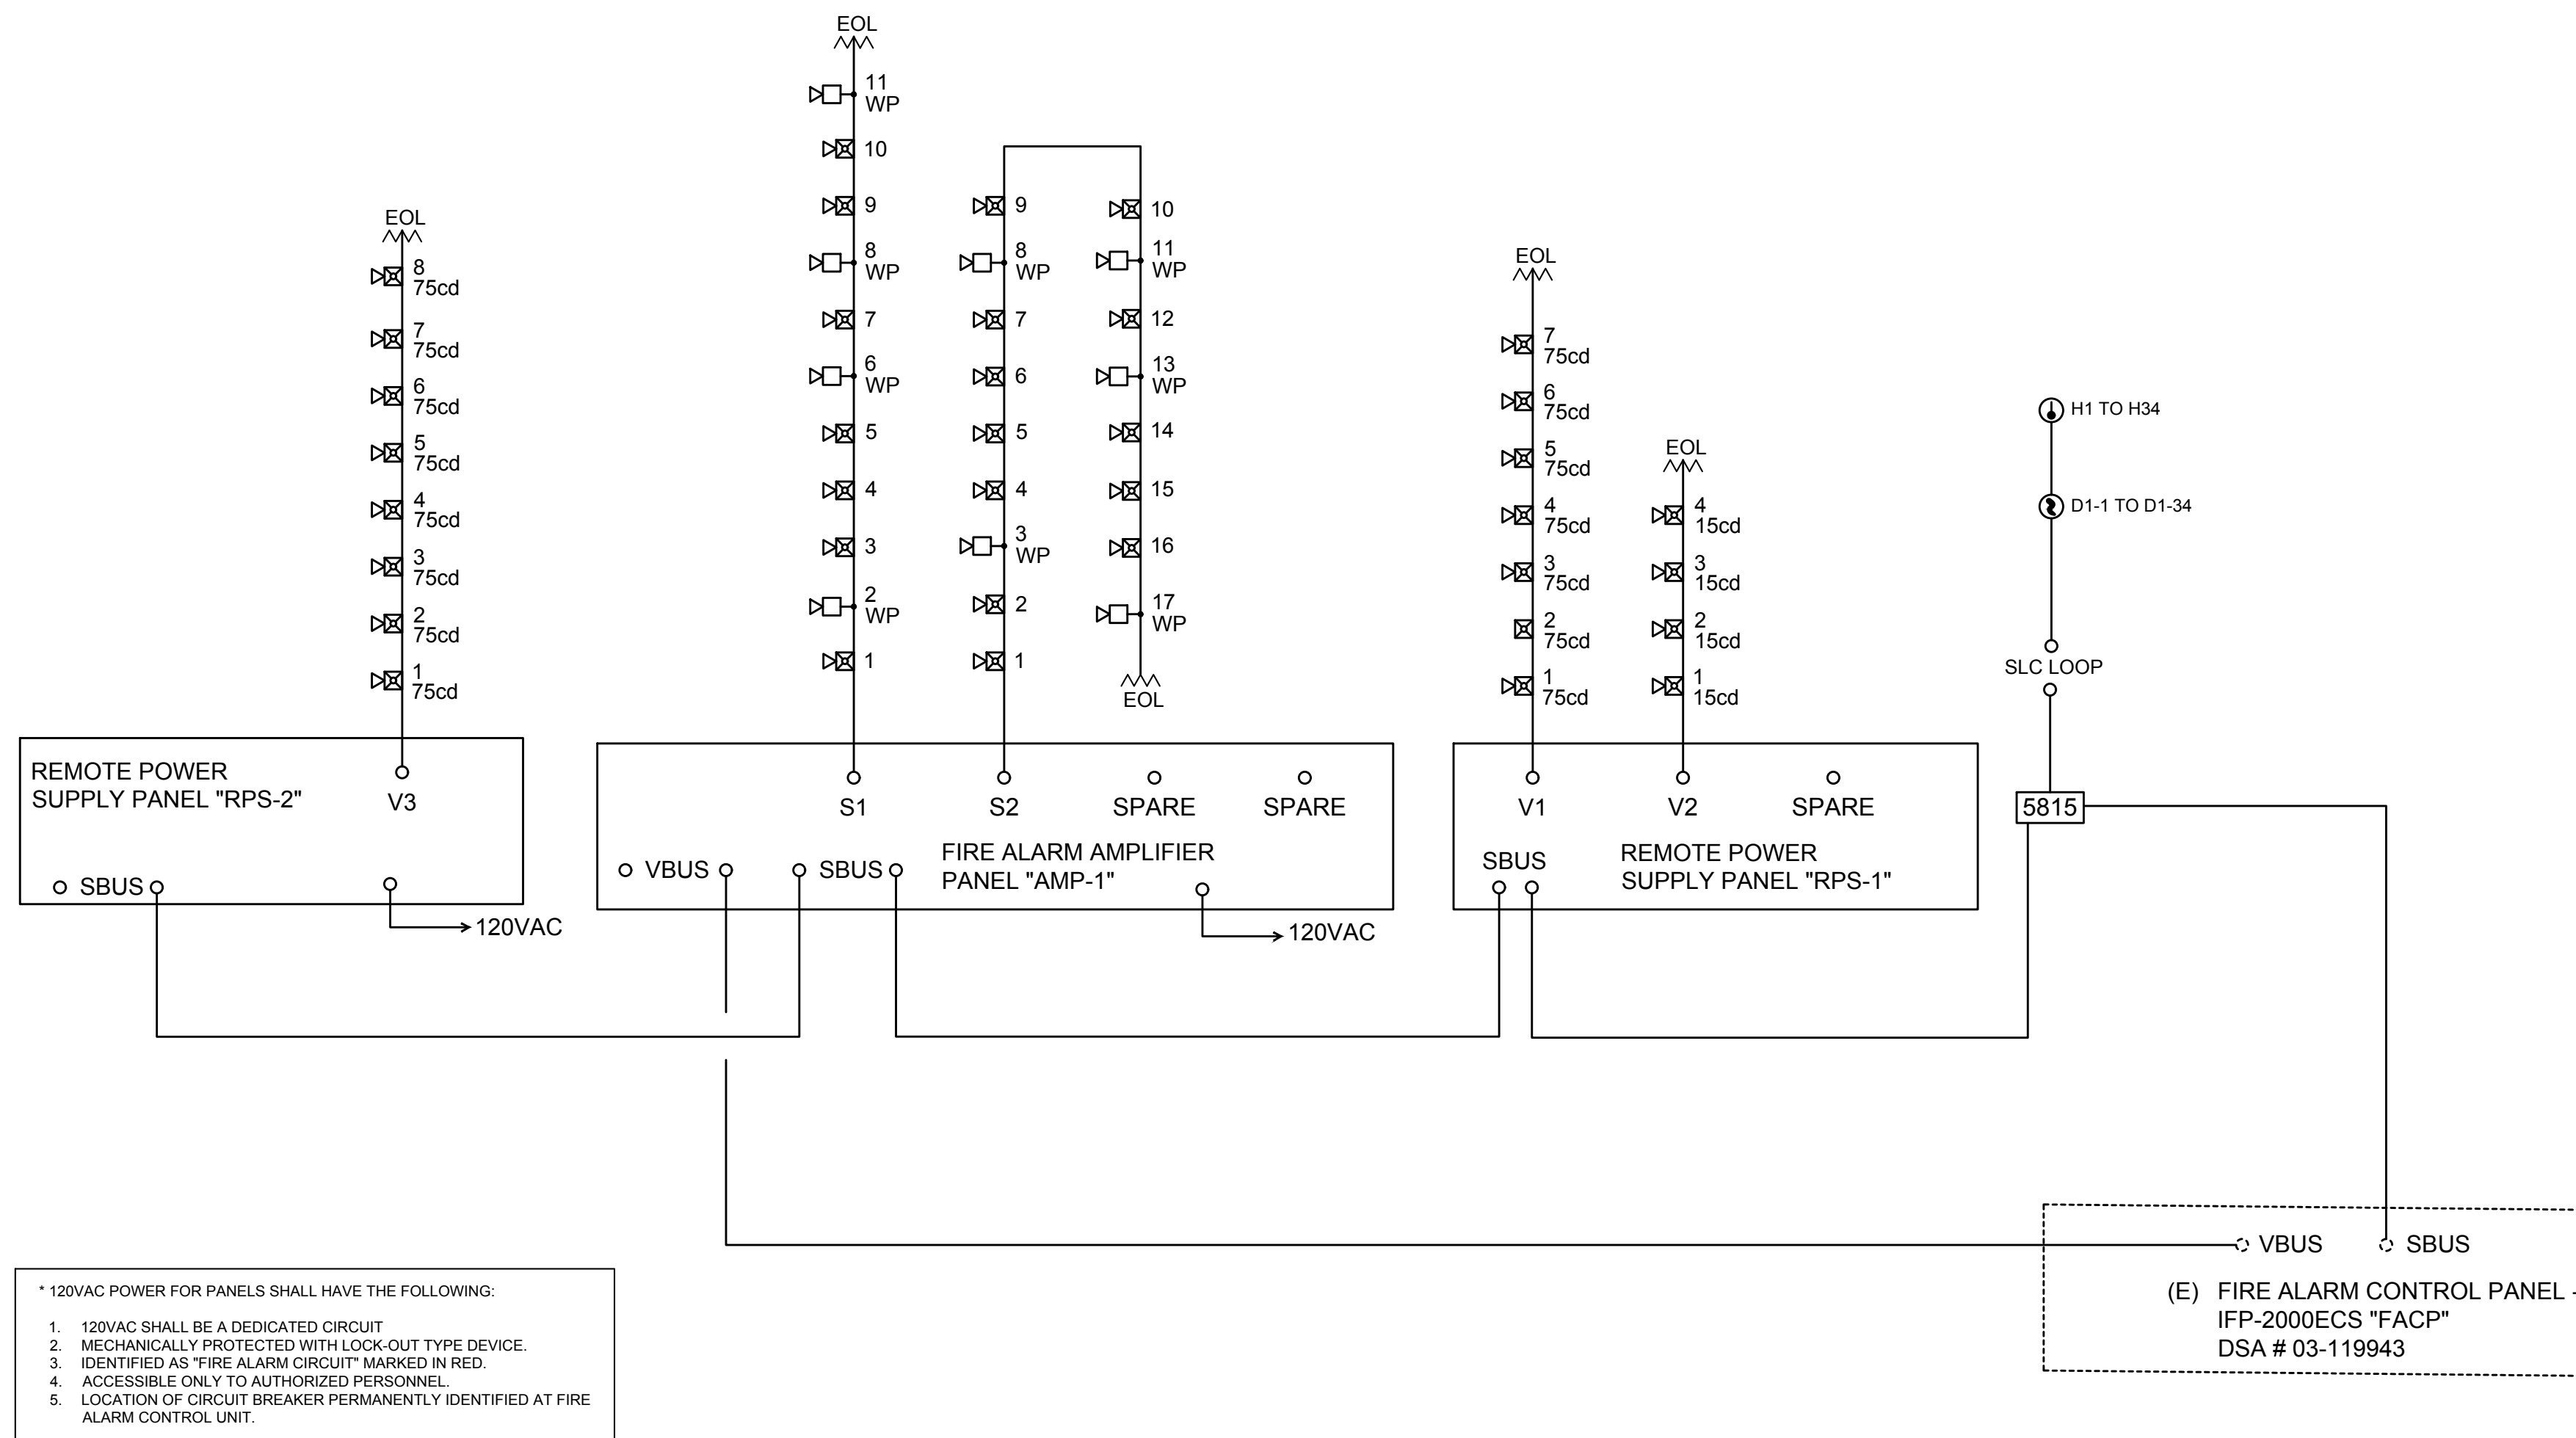 EOL
8
75cd
7
75cd
6
75cd
5
75cd
4
75cd
3
75cd
2
75cd
1
75cd
REMOTE POWER
SUPPLY PANEL "RPS-2"
V3
SBUS
120VAC
EOL
11
WP
10
9
8
WP
7
6
WP
5
4
3
2
WP
1
9
8
WP
7
6
5
4
3
WP
2
1
10
11
WP
12
13
WP
14
15
16
17
WP
EOL
S1
S2
SPARE
SPARE
VBUS
SBUS
FIRE ALARM AMPLIFIER
PANEL "AMP-1"
120VAC
EOL
7
75cd
6
75cd
5
75cd
4
75cd
3
75cd
2
75cd
1
75cd
EOL
4
15cd
3
15cd
2
15cd
1
15cd
V1
V2
SPARE
SBUS
REMOTE POWER
SUPPLY PANEL "RPS-1"
H1 TO H34
D1-1 TO D1-34
SLC LOOP
5815
VBUS
SBUS
(E) FIRE ALARM CONTROL PANEL -
IFP-2000ECS "FACP"
DSA # 03-119943
* 120VAC POWER FOR PANELS SHALL HAVE THE FOLLOWING:
1. 120VAC SHALL BE A DEDICATED CIRCUIT
2. MECHANICALLY PROTECTED WITH LOCK-OUT TYPE DEVICE.
3. IDENTIFIED AS "FIRE ALARM CIRCUIT" MARKED IN RED.
4. ACCESSIBLE ONLY TO AUTHORIZED PERSONNEL.
5. LOCATION OF CIRCUIT BREAKER PERMANENTLY IDENTIFIED AT FIRE
ALARM CONTROL UNIT.